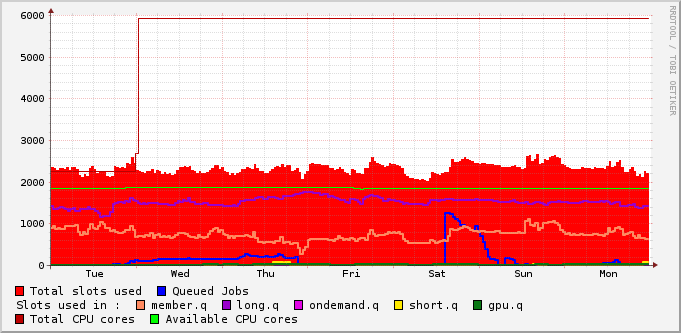 6000
5000
4000
3000
2000
1000
0
Tue Wed Thu Fri Sat Sun Mon
Total slots used Queued Jobs
Slots used in : member.q long.q ondemand.q short.q gpu.q
Total CPU cores Available CPU cores
RRDTOOL / TOBI OETIKER